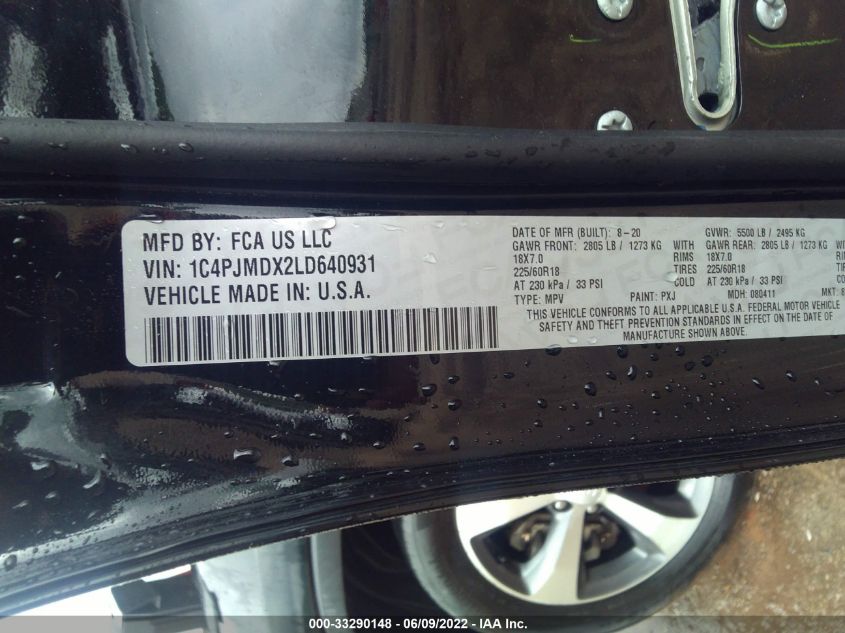 MFD BY: FCA US LLC
VIN: 1C4PJMDX2LD640931
VEHICLE MADE IN: U.S.A.
DATE OF MFR (BUILT): 8-20 GVWR: 5500 LB / 2495 KG
GAWR FRONT: 2805 LB / 1273 KG WITH GAWR REAR: 2805 LB / 1273 KG
18X7.0 RIMS 18X7.0
225/60R18 TIRES 225/60R18
AT 230 kPa / 33 PSI COLD AT 230 kPa / 33 PSI
TYPE: MPV PAINT: PXJ MDH: 080411 MKT:
THIS VEHICLE CONFORMS TO ALL APPLICABLE U.S.A. FEDERAL MOTOR VEHICLE
SAFETY AND THEFT PREVENTION STANDARDS IN EFFECT ON THE DATE OF
MANUFACTURE SHOWN ABOVE.
000-33290148 - 06/09/2022 - IAA Inc.